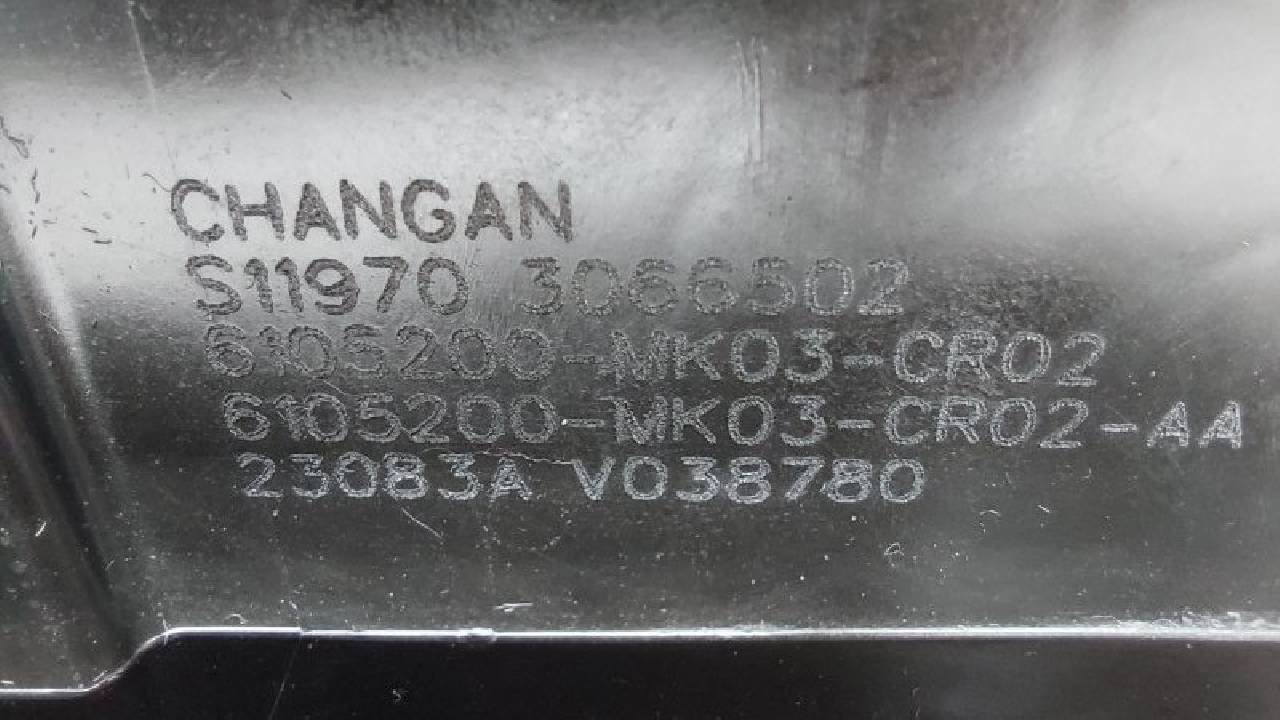 CHANGAN
S11970 3066502
6105200-MK03-CR02
6105200-MK03-CR02-AA
23083A V038780